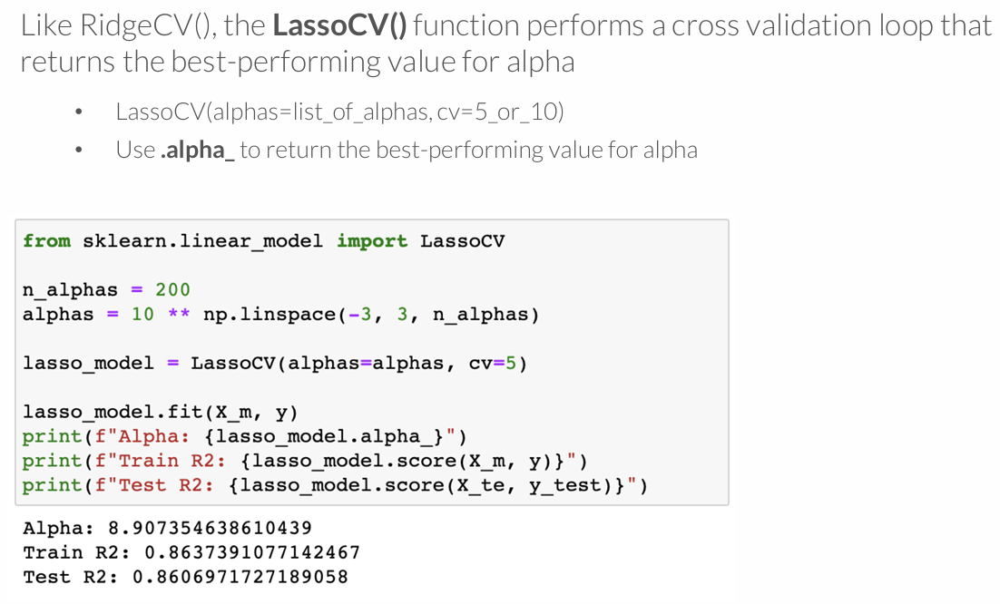 Like RidgeCV(), the LassoCV() function performs a cross validation loop that
returns the best-performing value for alpha
• LassoCV(alphas=list_of_alphas, cv=5_or_10)
• Use .alpha_ to return the best-performing value for alpha
from sklearn.linear_model import LassoCV
n_alphas = 200
alphas = 10 ** np.linspace(-3, 3, n_alphas)
lasso_model = LassoCV(alphas=alphas, cv=5)
lasso_model.fit(X_m, y)
print(f"Alpha: {lasso_model.alpha_}")
print(f"Train R2: {lasso_model.score(X_m, y)}")
print(f"Test R2: {lasso_model.score(X_te, y_test)}")
Alpha: 8.907354638610439
Train R2: 0.8637391077142467
Test R2: 0.8606971727189058